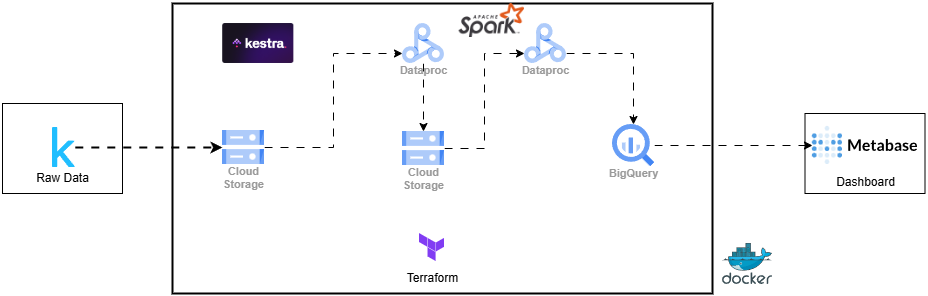 kestra
APACHE
Spark
Dataproc
Dataproc
k
Raw Data
Cloud
Storage
Cloud
Storage
BigQuery
Metabase
Dashboard
Terraform
docker